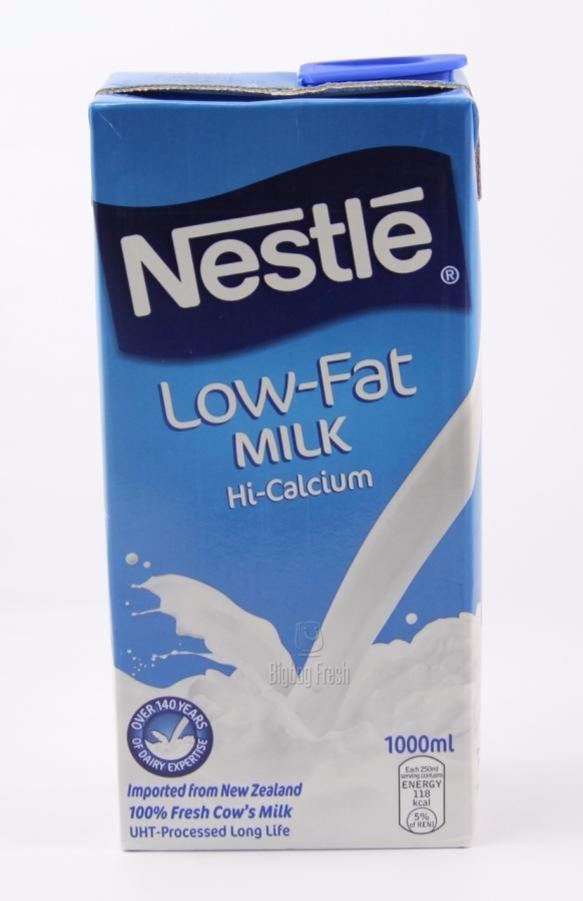 Nestlé®
Low-Fat
MILK
Hi-Calcium
Bigbag Fresh
OVER 140 YEARS
OF DAIRY EXPERTISE
1000ml
Each 250ml
serving contains
ENERGY
118
kcal
5%
of RENI
Imported from New Zealand
100% Fresh Cow's Milk
UHT-Processed Long Life